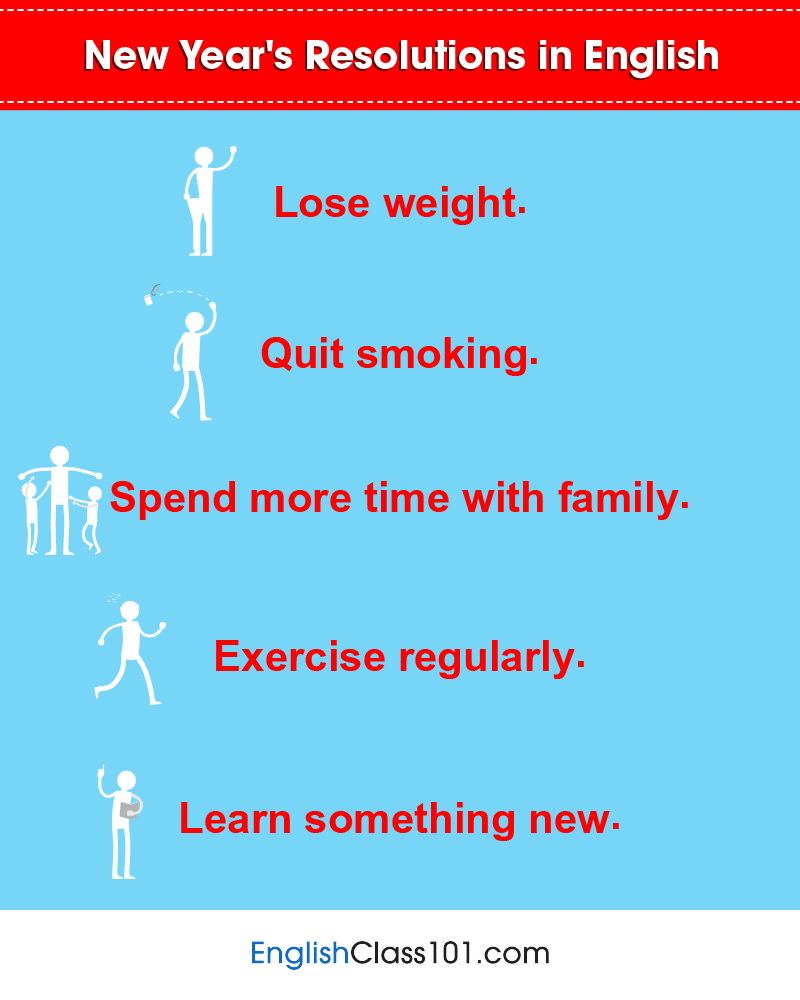 New Year's Resolutions in English
Lose weight.
Quit smoking.
Spend more time with family.
Exercise regularly.
Learn something new.
EnglishClass101.com